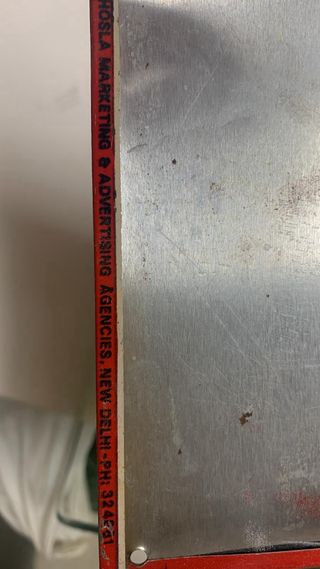 HOSLA MARKETING & ADVERTISING AGENCIES, NEW DELHI-PH: